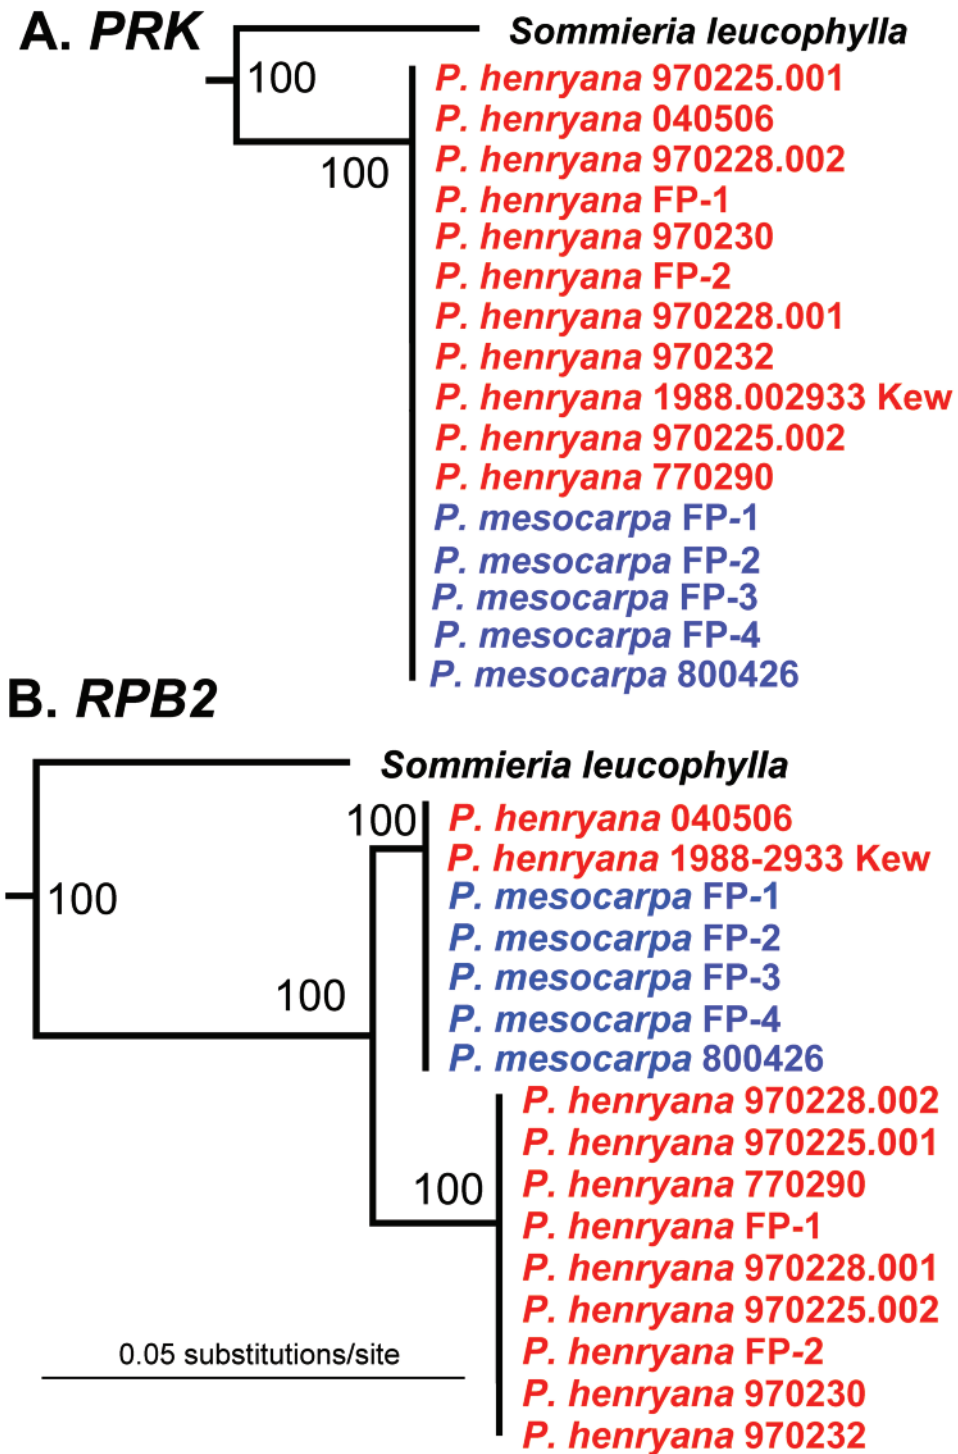 A. PRK
Sommieria leucophylla
100
P. henryana 970225.001
P. henryana 040506
P. henryana 970228.002
100
P. henryana FP-1
P. henryana 970230
P. henryana FP-2
P. henryana 970228.001
P. henryana 970232
P. henryana 1988.002933 Kew
P. henryana 970225.002
P. henryana 770290
P. mesocarpa FP-1
P. mesocarpa FP-2
P. mesocarpa FP-3
P. mesocarpa FP-4
P. mesocarpa 800426
B. RPB2
Sommieria leucophylla
100
P. henryana 040506
P. henryana 1988-2933 Kew
100
P. mesocarpa FP-1
P. mesocarpa FP-2
P. mesocarpa FP-3
100
P. mesocarpa FP-4
P. mesocarpa 800426
P. henryana 970228.002
P. henryana 970225.001
100
P. henryana 770290
P. henryana FP-1
P. henryana 970228.001
P. henryana 970225.002
P. henryana FP-2
0.05 substitutions/site
P. henryana 970230
P. henryana 970232